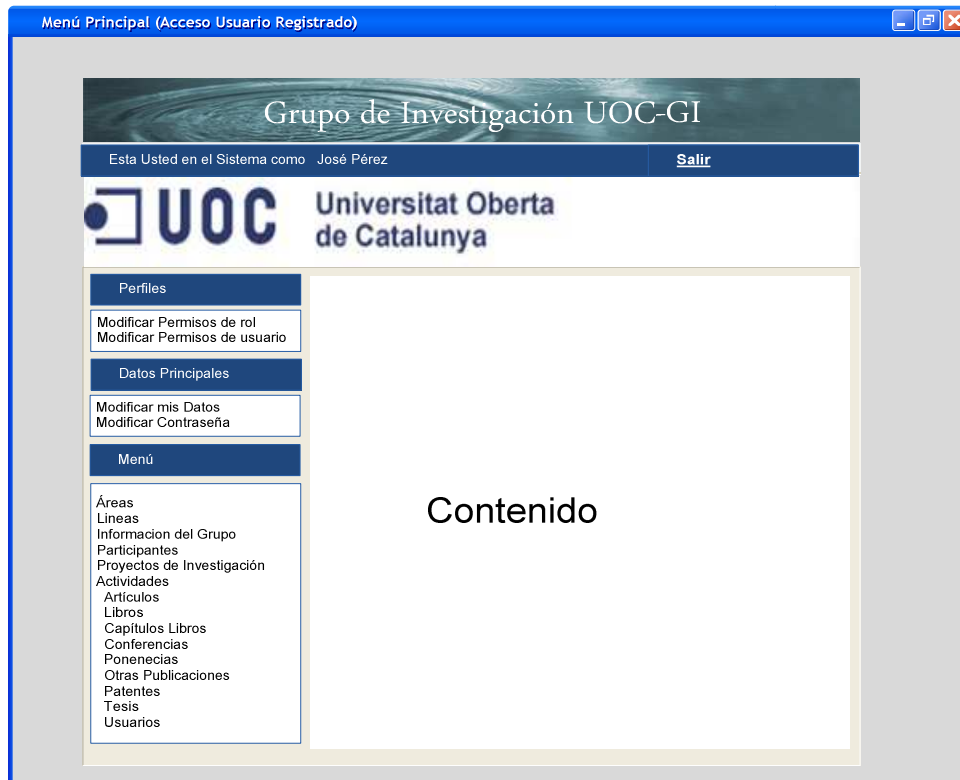 Menú Principal (Acceso Usuario Registrado)
Grupo de Investigación UOC-GI
Esta Usted en el Sistema como José Pérez Salir
UOC Universitat Oberta
de Catalunya
Perfiles
Modificar Permisos de rol
Modificar Permisos de usuario
Datos Principales
Modificar mis Datos
Modificar Contraseña
Menú
Áreas
Lineas
Informacion del Grupo
Participantes
Proyectos de Investigación
Actividades
Artículos
Libros
Capítulos Libros
Conferencias
Ponenecias
Otras Publicaciones
Patentes
Tesis
Usuarios
Contenido